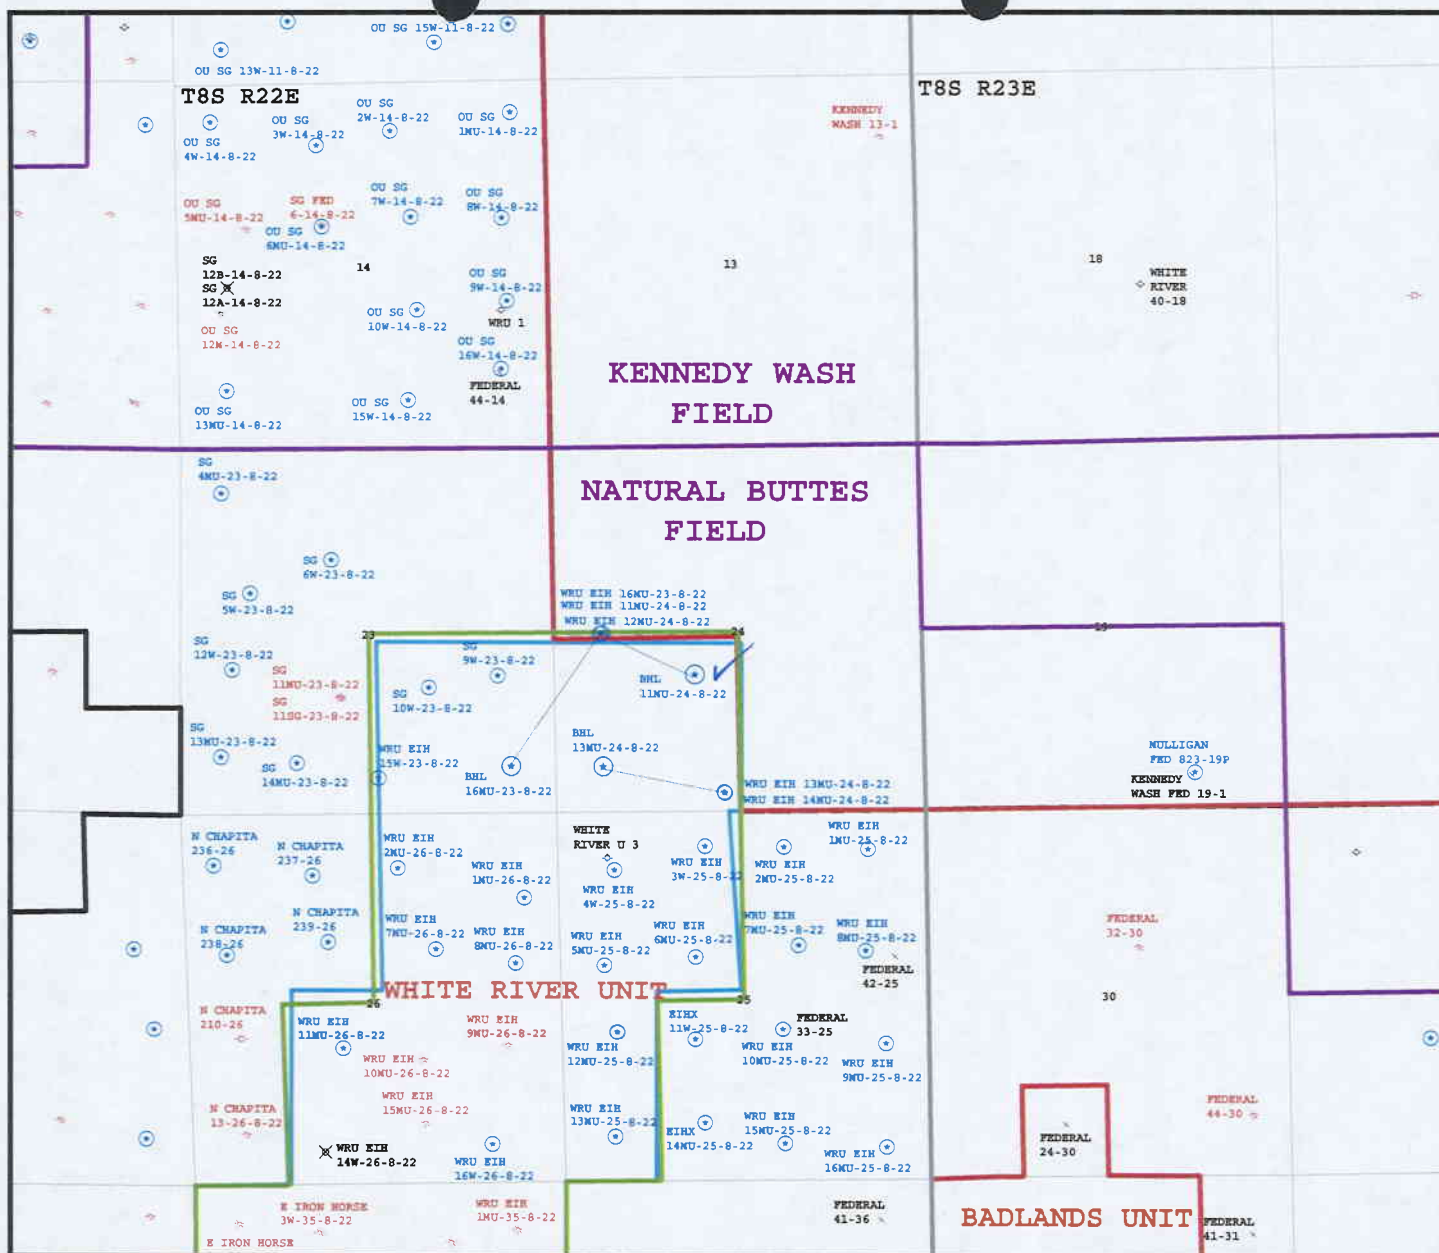 OU SG 15W-11-8-22
OU SG 13W-11-8-22
T8S R22E
T8S R23E
OU SG
4W-14-8-22
OU SG
3W-14-8-22
OU SG
2W-14-8-22
OU SG
1MU-14-8-22
KENNEDY
WASH 13-1
OU SG
5MU-14-8-22
SG FED
6-14-8-22
OU SG
6MU-14-8-22
OU SG
7W-14-8-22
OU SG
8W-14-8-22
SG
12B-14-8-22
SG
12A-14-8-22
14
13
18
WHITE
RIVER
40-18
OU SG
9W-14-8-22
WRU 1
OU SG
10W-14-8-22
OU SG
12M-14-8-22
OU SG
16W-14-8-22
FEDERAL
44-14
OU SG
13MU-14-8-22
OU SG
15W-14-8-22
KENNEDY WASH
FIELD
NATURAL BUTTES
FIELD
SG
4MU-23-8-22
SG
6W-23-8-22
SG
5W-23-8-22
WRU EIH 16MU-23-8-22
WRU EIH 11MU-24-8-22
WRU EIH 12MU-24-8-22
23
24
19
SG
12W-23-8-22
SG
11MU-23-8-22
SG
11SG-23-8-22
SG
9W-23-8-22
SG
10W-23-8-22
BHL
11MU-24-8-22
SG
13MU-23-8-22
SG
14MU-23-8-22
WRU EIH
15W-23-8-22
BHL
16MU-23-8-22
BHL
13MU-24-8-22
WRU EIH 13MU-24-8-22
WRU EIH 14MU-24-8-22
MULLIGAN
FED 823-19P
KENNEDY
WASH FED 19-1
N CHAPITA
236-26
N CHAPITA
237-26
WRU EIH
2MU-26-8-22
WRU EIH
1MU-26-8-22
WHITE
RIVER U 3
WRU EIH
4W-25-8-22
WRU EIH
3W-25-8-22
WRU EIH
2MU-25-8-22
WRU EIH
1MU-25-8-22
N CHAPITA
238-26
N CHAPITA
239-26
WRU EIH
7MU-26-8-22
WRU EIH
8MU-26-8-22
WRU EIH
5MU-25-8-22
WRU EIH
6MU-25-8-22
WRU EIH
7MU-25-8-22
WRU EIH
8MU-25-8-22
FEDERAL
42-25
FEDERAL
32-30
WHITE RIVER UNIT
26
25
30
N CHAPITA
210-26
WRU EIH
11MU-26-8-22
WRU EIH
9MU-26-8-22
WRU EIH
10MU-26-8-22
WRU EIH
12MU-25-8-22
EIHX
11W-25-8-22
FEDERAL
33-25
WRU EIH
10MU-25-8-22
WRU EIH
9MU-25-8-22
N CHAPITA
13-26-8-22
WRU EIH
15MU-26-8-22
WRU EIH
13MU-25-8-22
EIHX
14MU-25-8-22
WRU EIH
15MU-25-8-22
WRU EIH
16MU-25-8-22
FEDERAL
44-30
FEDERAL
24-30
WRU EIH
14W-26-8-22
WRU EIH
16W-26-8-22
E IRON HORSE
3W-35-8-22
WRU EIH
1MU-35-8-22
FEDERAL
41-36
BADLANDS UNIT
FEDERAL
41-31
E IRON HORSE